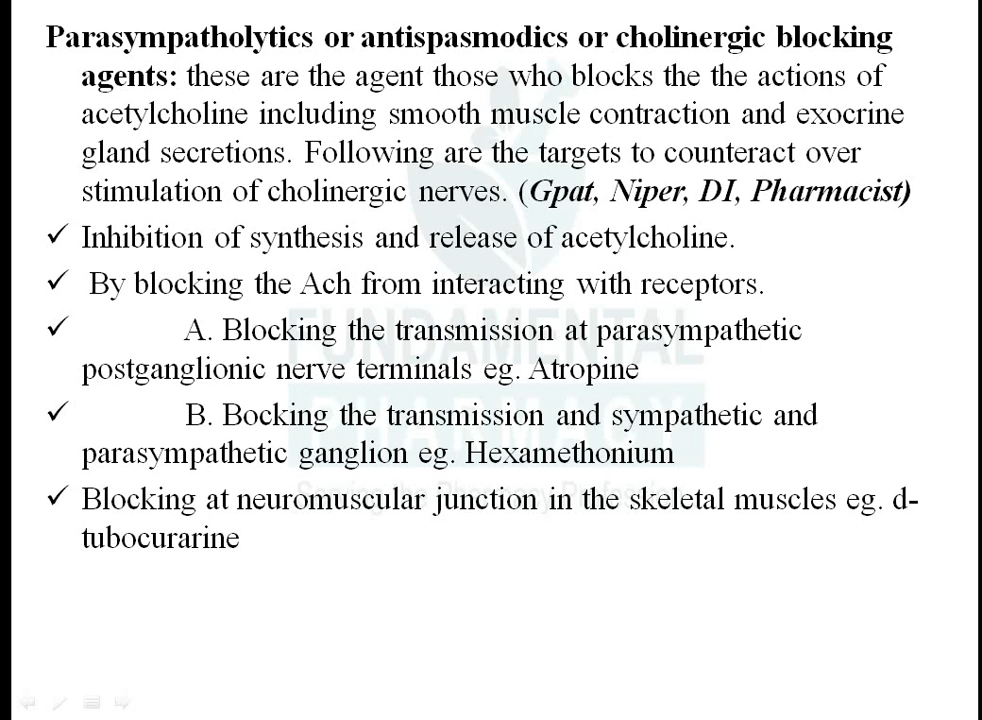 Parasympatholytics or antispasmodics or cholinergic blocking
agents: these are the agent those who blocks the the actions of
acetylcholine including smooth muscle contraction and exocrine
gland secretions. Following are the targets to counteract over
stimulation of cholinergic nerves. (Gpat, Niper, DI, Pharmacist)
✓ Inhibition of synthesis and release of acetylcholine.
✓ By blocking the Ach from interacting with receptors.
✓ A. Blocking the transmission at parasympathetic
postganglionic nerve terminals eg. Atropine
✓ B. Bocking the transmission and sympathetic and
parasympathetic ganglion eg. Hexamethonium
✓ Blocking at neuromuscular junction in the skeletal muscles eg. d-
tubocurarine
FUNDAMENTAL
PHARMACY